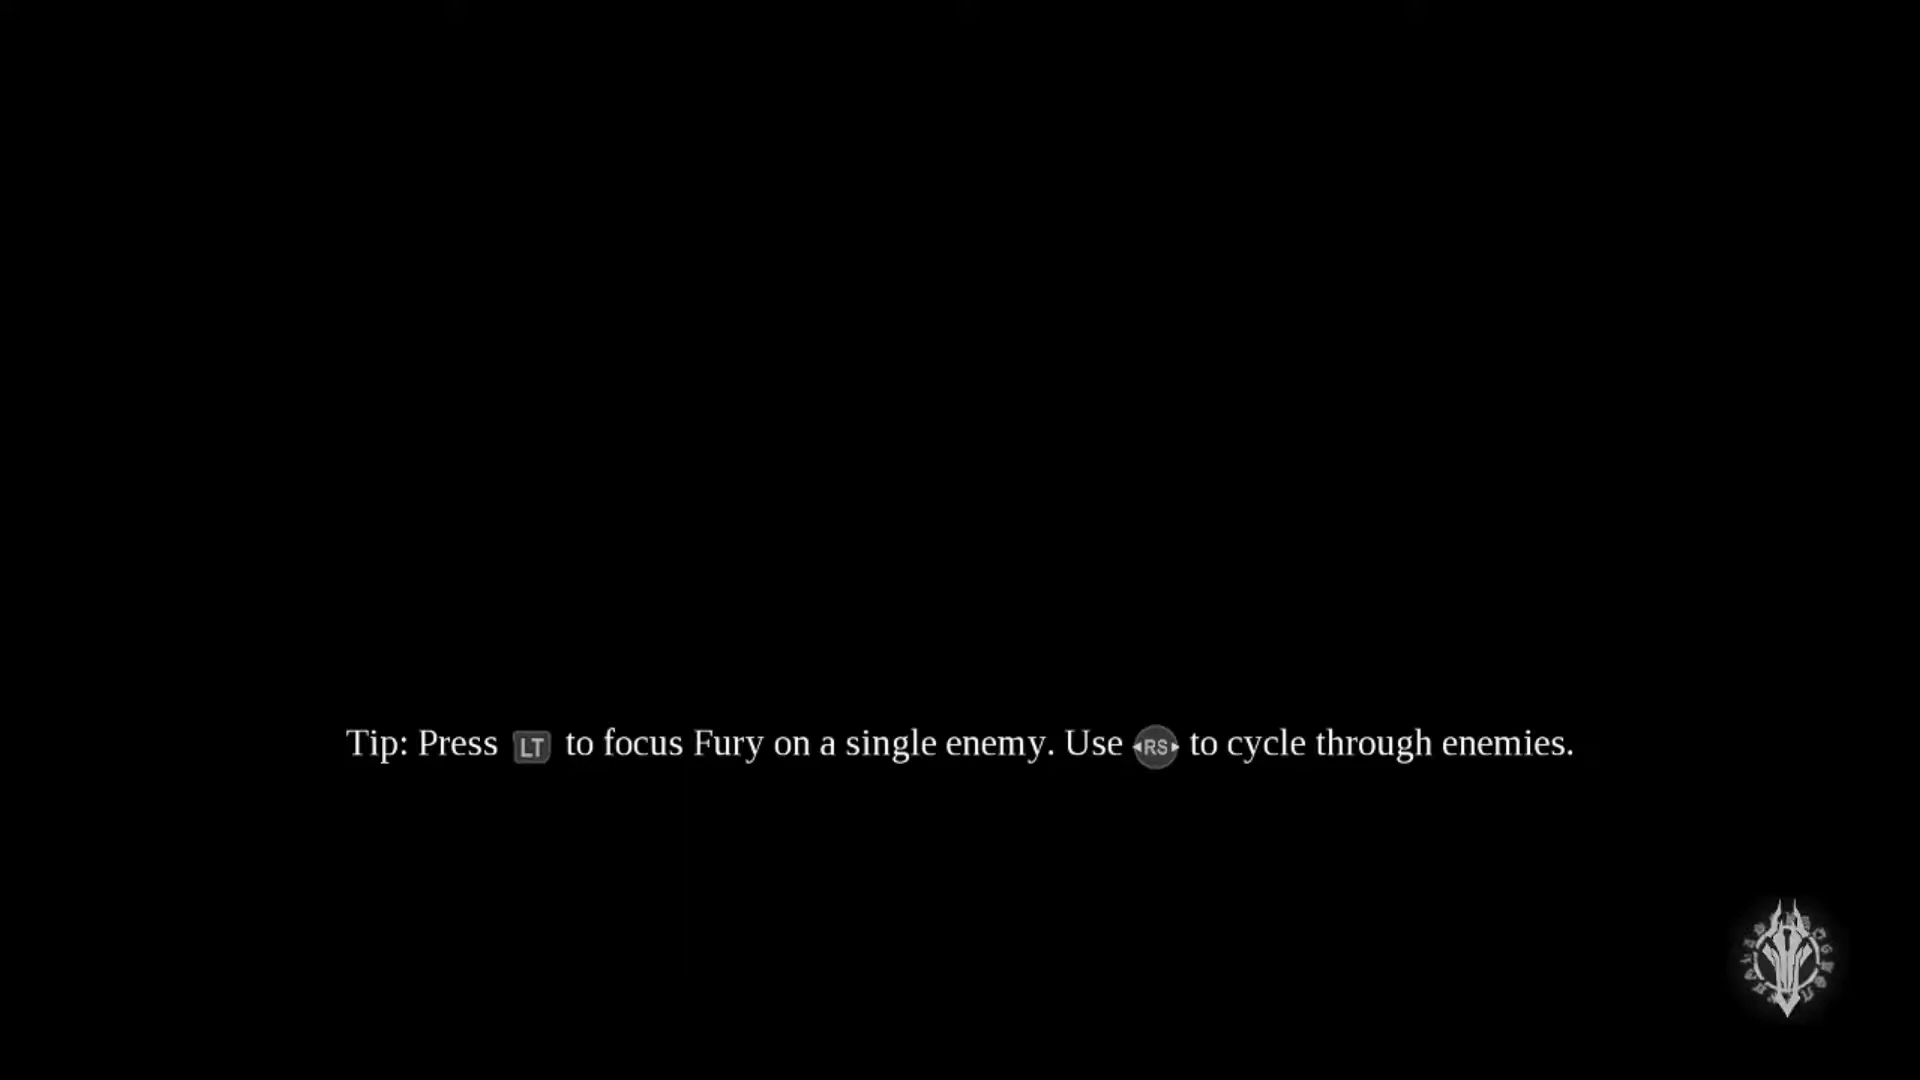 Tip: Press LT to focus Fury on a single enemy. Use RS to cycle through enemies.